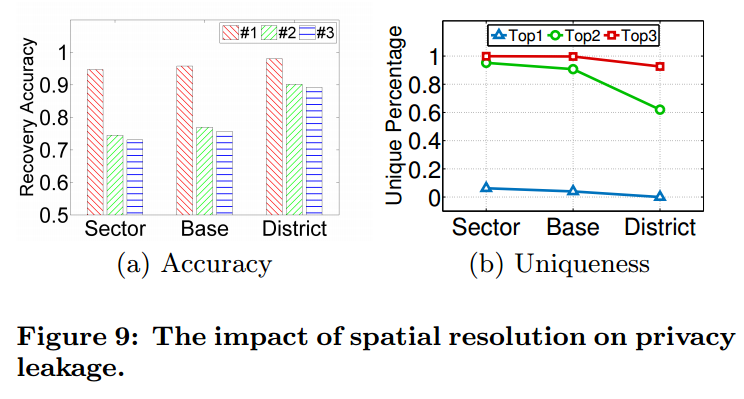 #1 #2 #3
Recovery Accuracy
1
0.9
0.8
0.7
0.6
0.5
Sector Base District
(a) Accuracy
Top1 Top2 Top3
Unique Percentage
1
0.8
0.6
0.4
0.2
0
Sector Base District
(b) Uniqueness
Figure 9: The impact of spatial resolution on privacy
leakage.